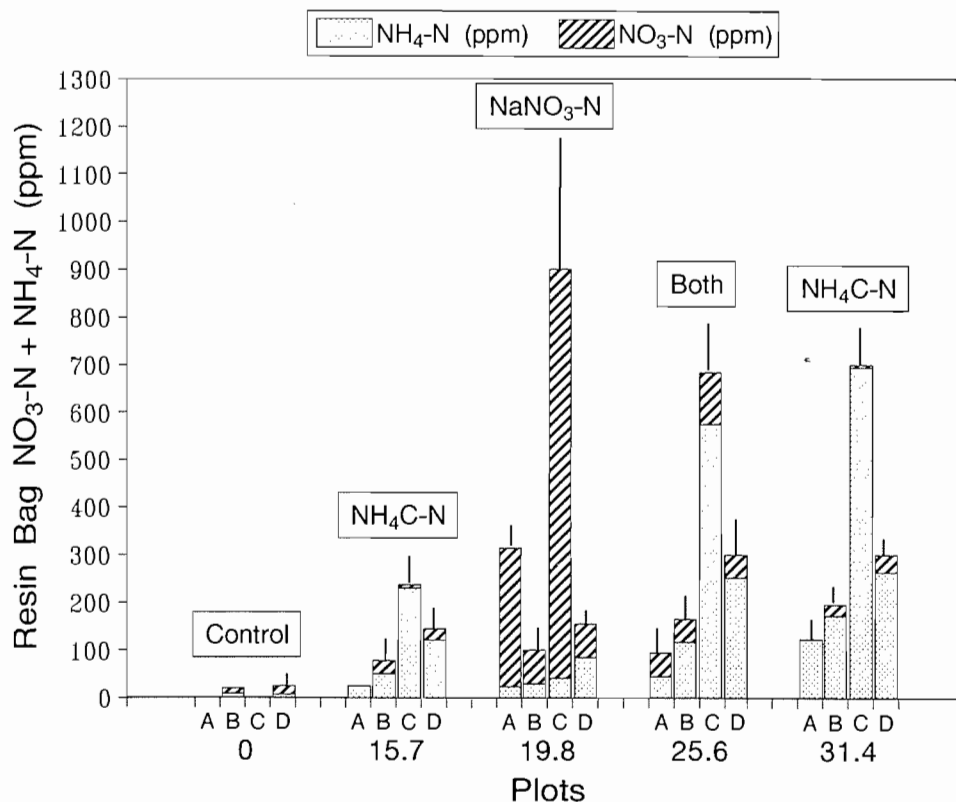 NH₄-N (ppm) NO₃-N (ppm)
Resin Bag NO₃-N + NH₄-N (ppm)
1300
1200
1100
1000
900
800
700
600
500
400
300
200
100
0
Control
NH₄C-N
NaNO₃-N
Both
NH₄C-N
A B C D A B C D A B C D A B C D A B C D
0 15.7 19.8 25.6 31.4
Plots